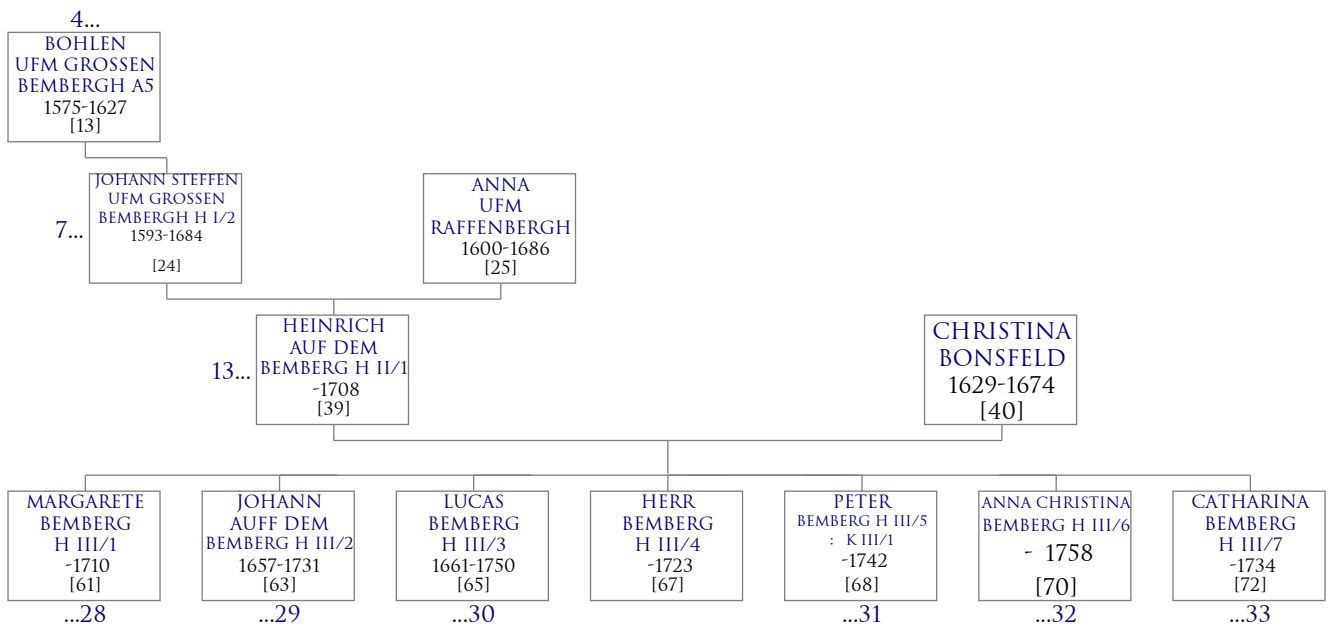 4...
BOHLEN
UFM GROSSEN
BEMBERGH A5
1575-1627
[13]
7...
JOHANN STEFFEN
UFM GROSSEN
BEMBERGH H I/2
1593-1684
[24]
ANNA
UFM
RAFFENBERGH
1600-1686
[25]
13...
HEINRICH
AUF DEM
BEMBERG H II/1
-1708
[39]
CHRISTINA
BONSFELD
1629-1674
[40]
MARGARETE
BEMBERG
H III/1
-1710
[61]
...28
JOHANN
AUFF DEM
BEMBERG H III/2
1657-1731
[63]
...29
LUCAS
BEMBERG
H III/3
1661-1750
[65]
...30
HERR
BEMBERG
H III/4
-1723
[67]
PETER
BEMBERG H III/5
: K III/1
-1742
[68]
...31
ANNA CHRISTINA
BEMBERG H III/6
- 1758
[70]
...32
CATHARINA
BEMBERG
H III/7
-1734
[72]
...33